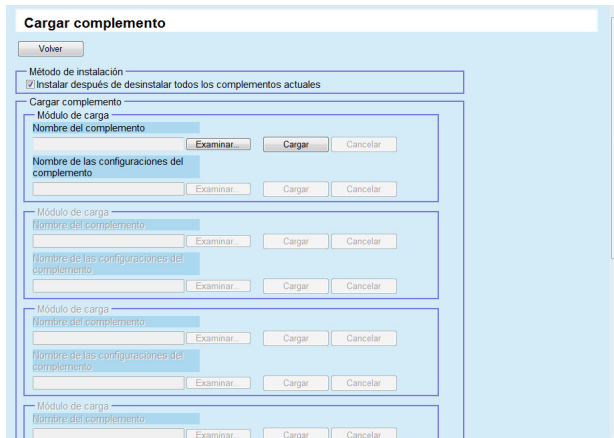 Cargar complemento
Volver
Método de instalación
Instalar después de desinstalar todos los complementos actuales
Cargar complemento
Módulo de carga
Nombre del complemento
Examinar... Cargar Cancelar
Nombre de las configuraciones del
complemento
Examinar... Cargar Cancelar
Módulo de carga
Nombre del complemento
Examinar... Cargar Cancelar
Nombre de las configuraciones del
complemento
Examinar... Cargar Cancelar
Módulo de carga
Nombre del complemento
Examinar... Cargar Cancelar
Nombre de las configuraciones del
complemento
Examinar... Cargar Cancelar
Módulo de carga
Nombre del complemento
Examinar... Cargar Cancelar